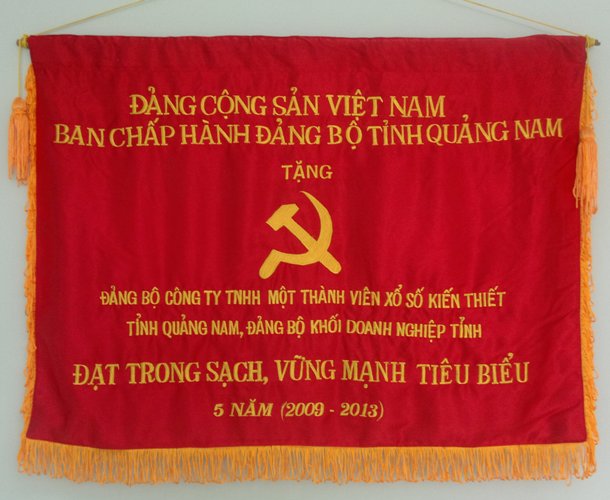 ĐẢNG CỘNG SẢN VIỆT NAM
BAN CHẤP HÀNH ĐẢNG BỘ TỈNH QUẢNG NAM
TẶNG
ĐẢNG BỘ CÔNG TY TNHH MỘT THÀNH VIÊN XỔ SỐ KIẾN THIẾT
TỈNH QUẢNG NAM, ĐẢNG BỘ KHỐI DOANH NGHIỆP TỈNH
ĐẠT TRONG SẠCH, VỮNG MẠNH TIÊU BIỂU
5 NĂM (2009 - 2013)